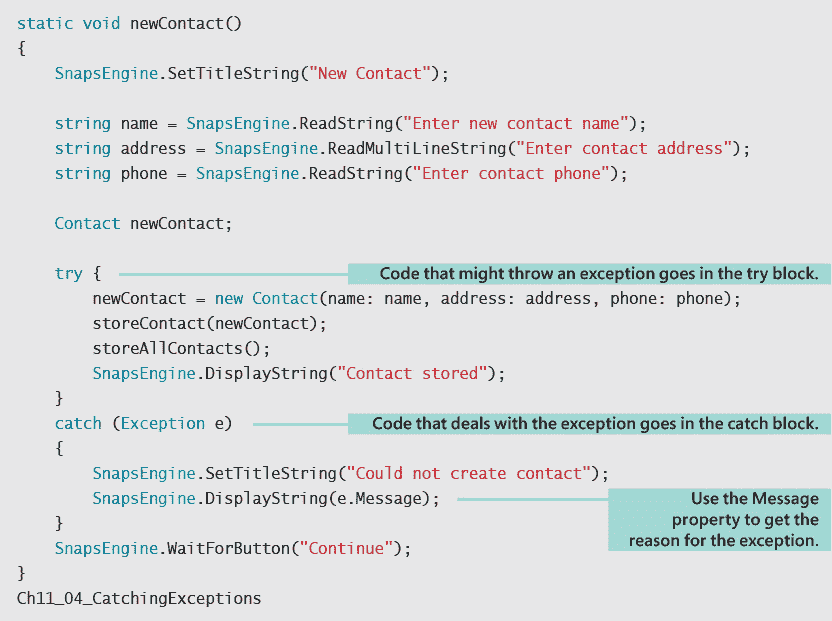 static void newContact()
{
    SnapsEngine.SetTitleString("New Contact");

    string name = SnapsEngine.ReadString("Enter new contact name");
    string address = SnapsEngine.ReadMultiLineString("Enter contact address");
    string phone = SnapsEngine.ReadString("Enter contact phone");

    Contact newContact;

    try {
Code that might throw an exception goes in the try block.
        newContact = new Contact(name: name, address: address, phone: phone);
        storeContact(newContact);
        storeAllContacts();
        SnapsEngine.DisplayString("Contact stored");
    }
    catch (Exception e)
Code that deals with the exception goes in the catch block.
    {
        SnapsEngine.SetTitleString("Could not create contact");
        SnapsEngine.DisplayString(e.Message);
Use the Message
property to get the
reason for the exception.
    }
    SnapsEngine.WaitForButton("Continue");
}
Ch11_04_CatchingExceptions